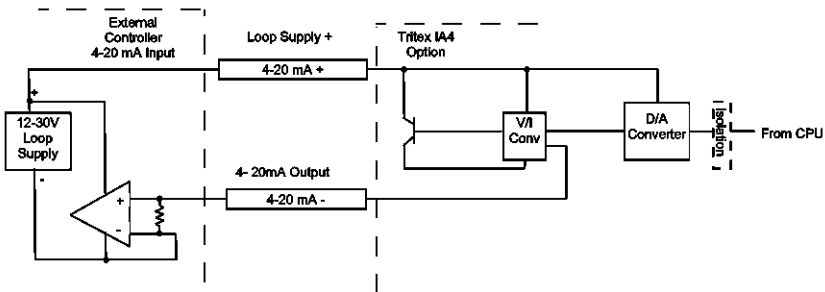 External
Controller
4-20 mA Input
Loop Supply +
Tritex IA4
Option
4-20 mA +
+
12-30V
Loop
Supply
-
V/I
Conv
D/A
Converter
Isolation
From CPU
4- 20mA Output
4-20 mA -
+
-